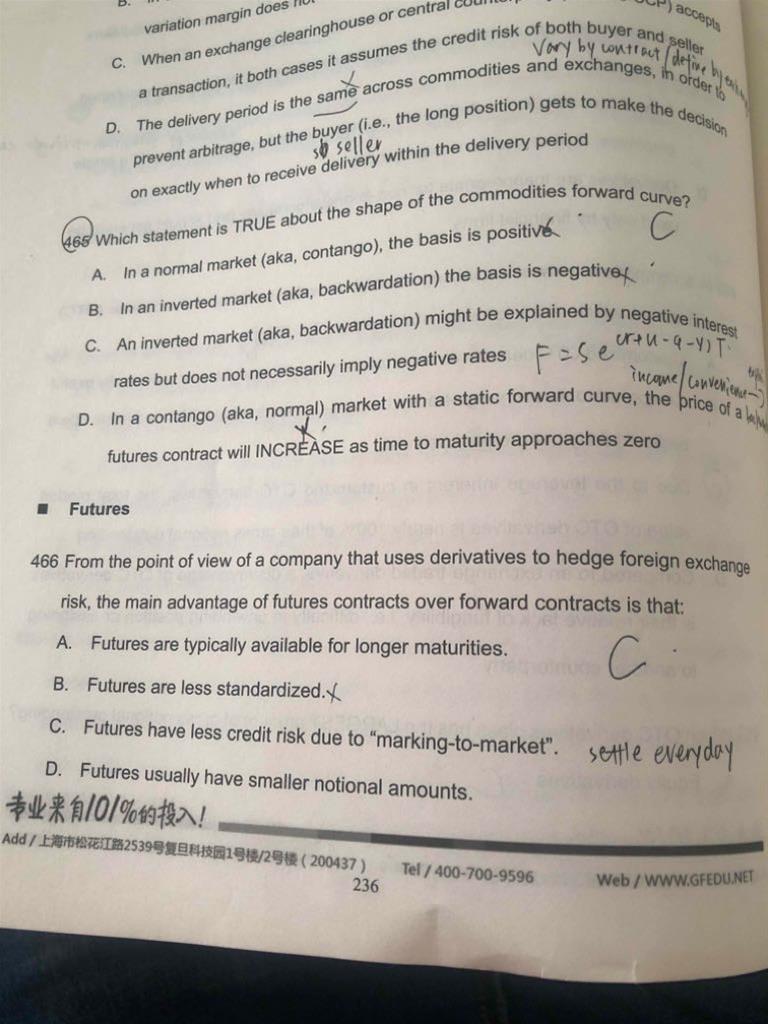 B.
variation margin does
C. When an exchange clearinghouse or central CCP) accepts
a transaction, it both cases it assumes the credit risk of both buyer and seller
Vary by contract / define by
D. The delivery period is the same across commodities and exchanges, in order to
prevent arbitrage, but the buyer (i.e., the long position) gets to make the decision
seller
on exactly when to receive delivery within the delivery period
465 Which statement is TRUE about the shape of the commodities forward curve?
C
A. In a normal market (aka, contango), the basis is positive
B. In an inverted market (aka, backwardation) the basis is negative
C. An inverted market (aka, backwardation) might be explained by negative interest
rates but does not necessarily imply negative rates
F = S e (r+u-q-y)T
income/convenience
D. In a contango (aka, normal) market with a static forward curve, the price of a
futures contract will INCREASE as time to maturity approaches zero
■ Futures
466 From the point of view of a company that uses derivatives to hedge foreign exchange
risk, the main advantage of futures contracts over forward contracts is that:
A. Futures are typically available for longer maturities.
C
B. Futures are less standardized.x
C. Futures have less credit risk due to “marking-to-market”. settle everyday
D. Futures usually have smaller notional amounts.
专业来自101%的投入!
Add / 上海市松花江路2539号复旦科技园1号楼/2号楼 ( 200437 ) Tel / 400-700-9596 Web / WWW.GFEDU.NET
236